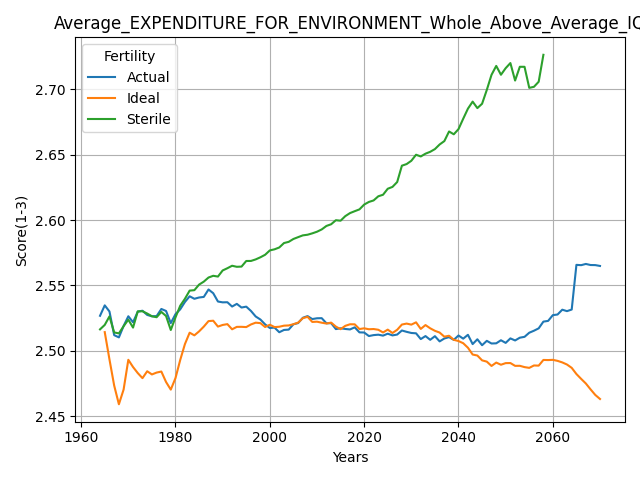 Average_EXPENDITURE_FOR_ENVIRONMENT_Whole_Above_Average_IQ
Fertility
Actual
Ideal
Sterile
2.70
2.65
2.60
2.55
2.50
2.45
Score(1-3)
1960
1980
2000
2020
2040
2060
Years